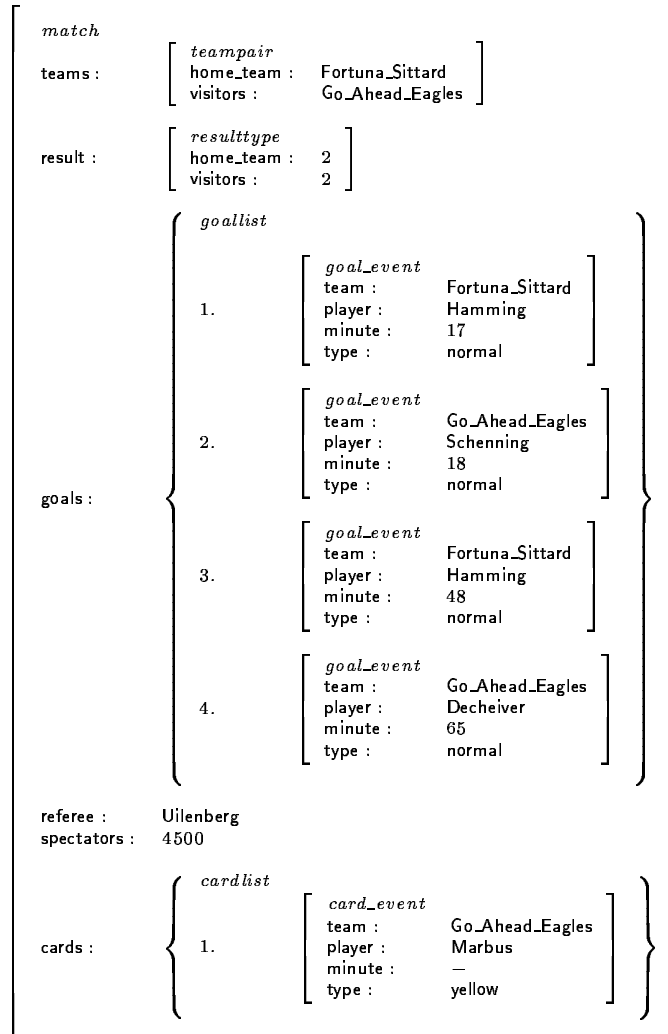 match
teampair
teams : home_team : Fortuna_Sittard
visitors : Go_Ahead_Eagles
resulttype
result : home_team : 2
visitors : 2
goallist
goal_event
team : Fortuna_Sittard
1. player : Hamming
minute : 17
type : normal
goal_event
team : Go_Ahead_Eagles
2. player : Schenning
minute : 18
type : normal
goals :
goal_event
team : Fortuna_Sittard
3. player : Hamming
minute : 48
type : normal
goal_event
team : Go_Ahead_Eagles
4. player : Decheiver
minute : 65
type : normal
referee : Uilenberg
spectators : 4500
cardlist
card_event
team : Go_Ahead_Eagles
cards : 1. player : Marbus
minute : –
type : yellow